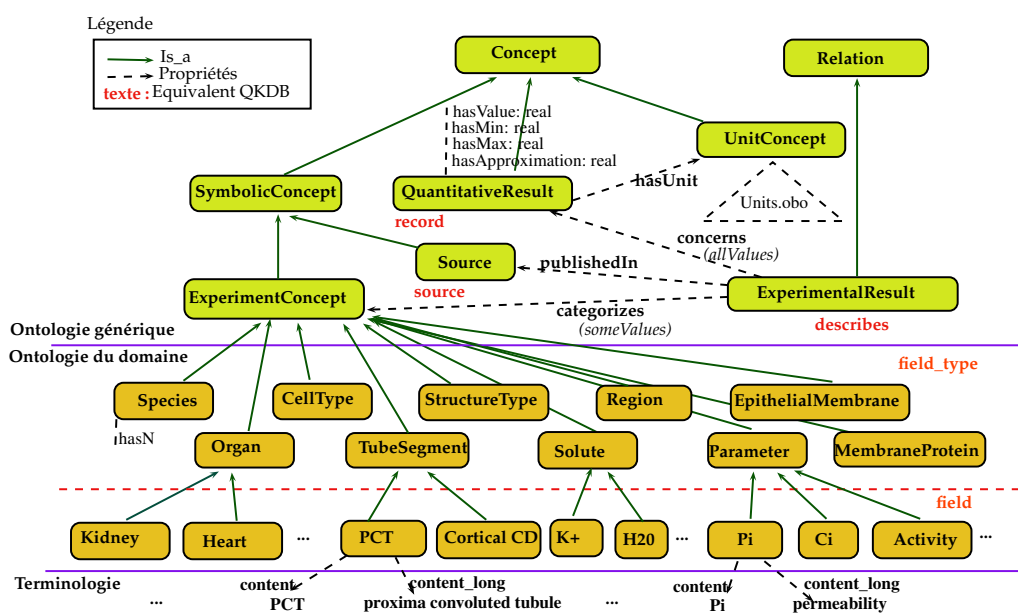 Légende
Is_a
Propriétés
texte : Equivalent QKDB
Concept
Relation
hasValue: real
hasMin: real
hasMax: real
hasApproximation: real
UnitConcept
SymbolicConcept
QuantitativeResult
hasUnit
Units.obo
record
concerns
(allValues)
Source
publishedIn
source
ExperimentConcept
categorizes
(someValues)
ExperimentalResult
describes
Ontologie générique
Ontologie du domaine
field_type
Species
CellType
StructureType
Region
EpithelialMembrane
hasN
Organ
TubeSegment
Solute
Parameter
MembraneProtein
field
Kidney
Heart
...
PCT
Cortical CD
K+
H20
...
Pi
Ci
Activity
...
Terminologie
content
content_long
content
content_long
...
PCT
proxima convoluted tubule
...
Pi
permeability
...